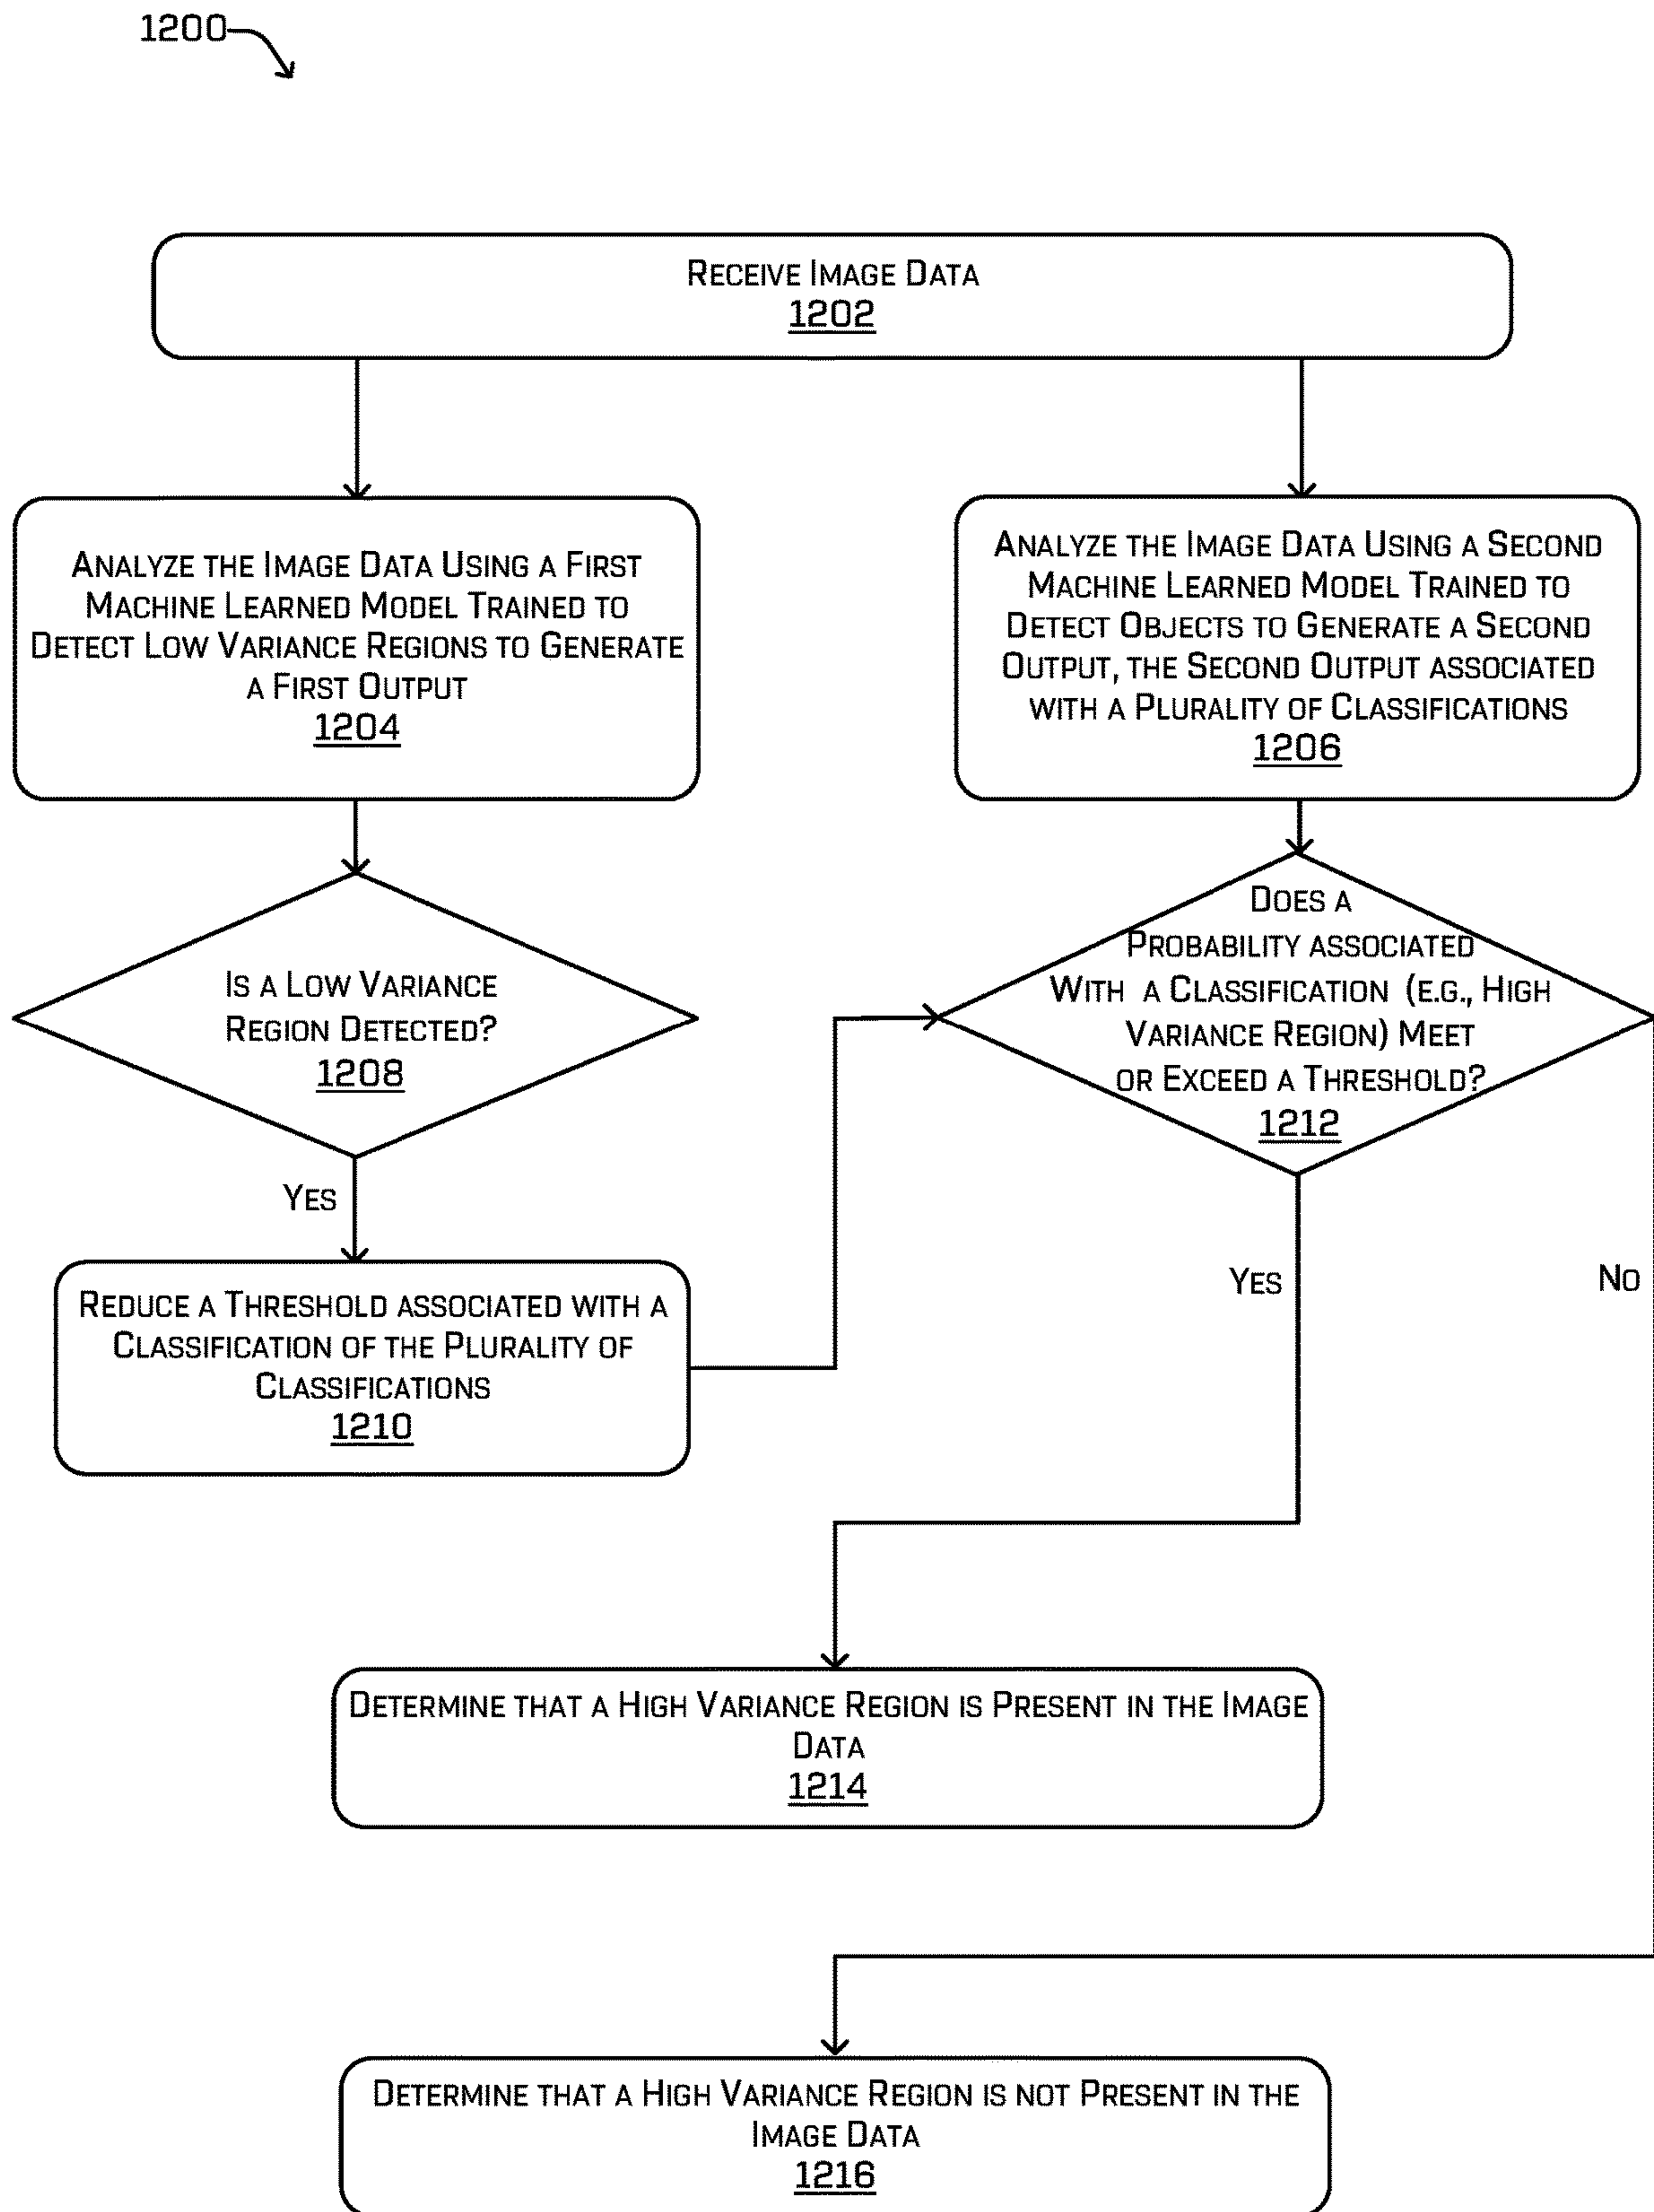 1200
RECEIVE IMAGE DATA
1202
ANALYZE THE IMAGE DATA USING A FIRST
MACHINE LEARNED MODEL TRAINED TO
DETECT LOW VARIANCE REGIONS TO GENERATE
A FIRST OUTPUT
1204
ANALYZE THE IMAGE DATA USING A SECOND
MACHINE LEARNED MODEL TRAINED TO
DETECT OBJECTS TO GENERATE A SECOND
OUTPUT, THE SECOND OUTPUT ASSOCIATED
WITH A PLURALITY OF CLASSIFICATIONS
1206
IS A LOW VARIANCE
REGION DETECTED?
1208
DOES A
PROBABILITY ASSOCIATED
WITH A CLASSIFICATION (E.G., HIGH
VARIANCE REGION) MEET
OR EXCEED A THRESHOLD?
1212
YES
REDUCE A THRESHOLD ASSOCIATED WITH A
CLASSIFICATION OF THE PLURALITY OF
CLASSIFICATIONS
1210
YES
NO
DETERMINE THAT A HIGH VARIANCE REGION IS PRESENT IN THE IMAGE
DATA
1214
DETERMINE THAT A HIGH VARIANCE REGION IS NOT PRESENT IN THE
IMAGE DATA
1216